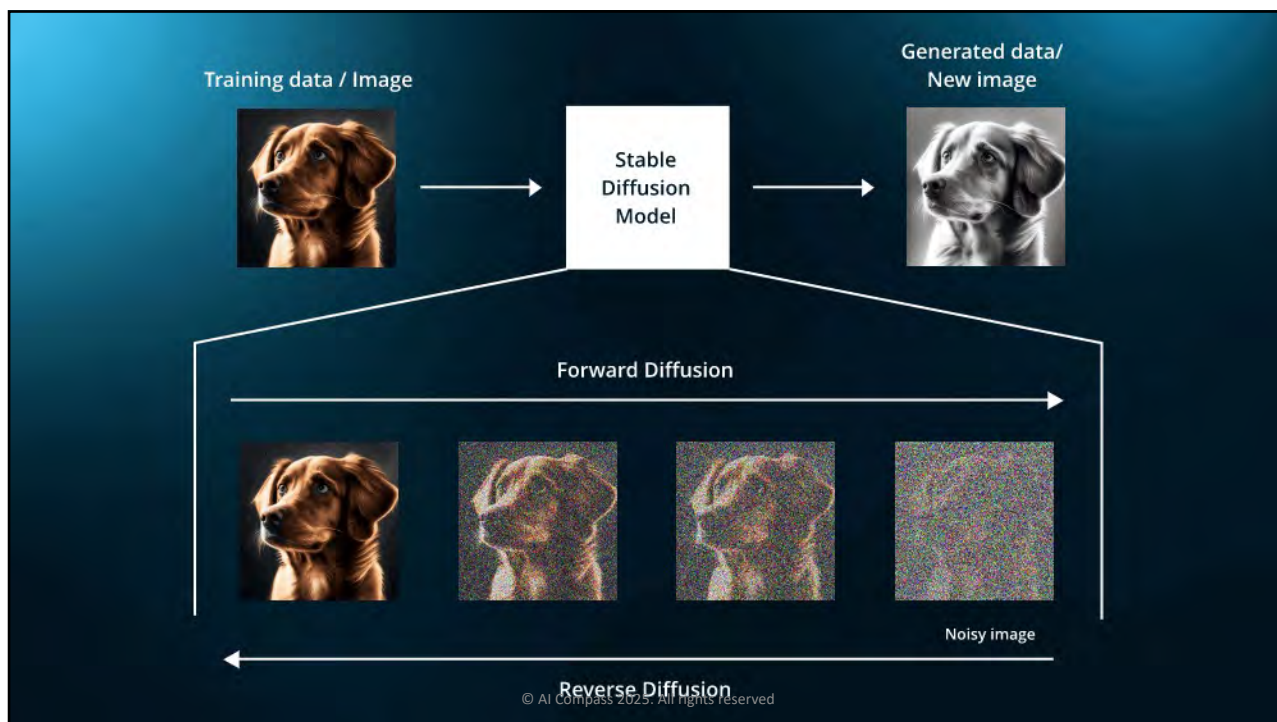 Training data / Image
Generated data/
New image
Stable
Diffusion
Model
Forward Diffusion
Noisy image
Reverse Diffusion
© AI Compass 2025. All rights reserved